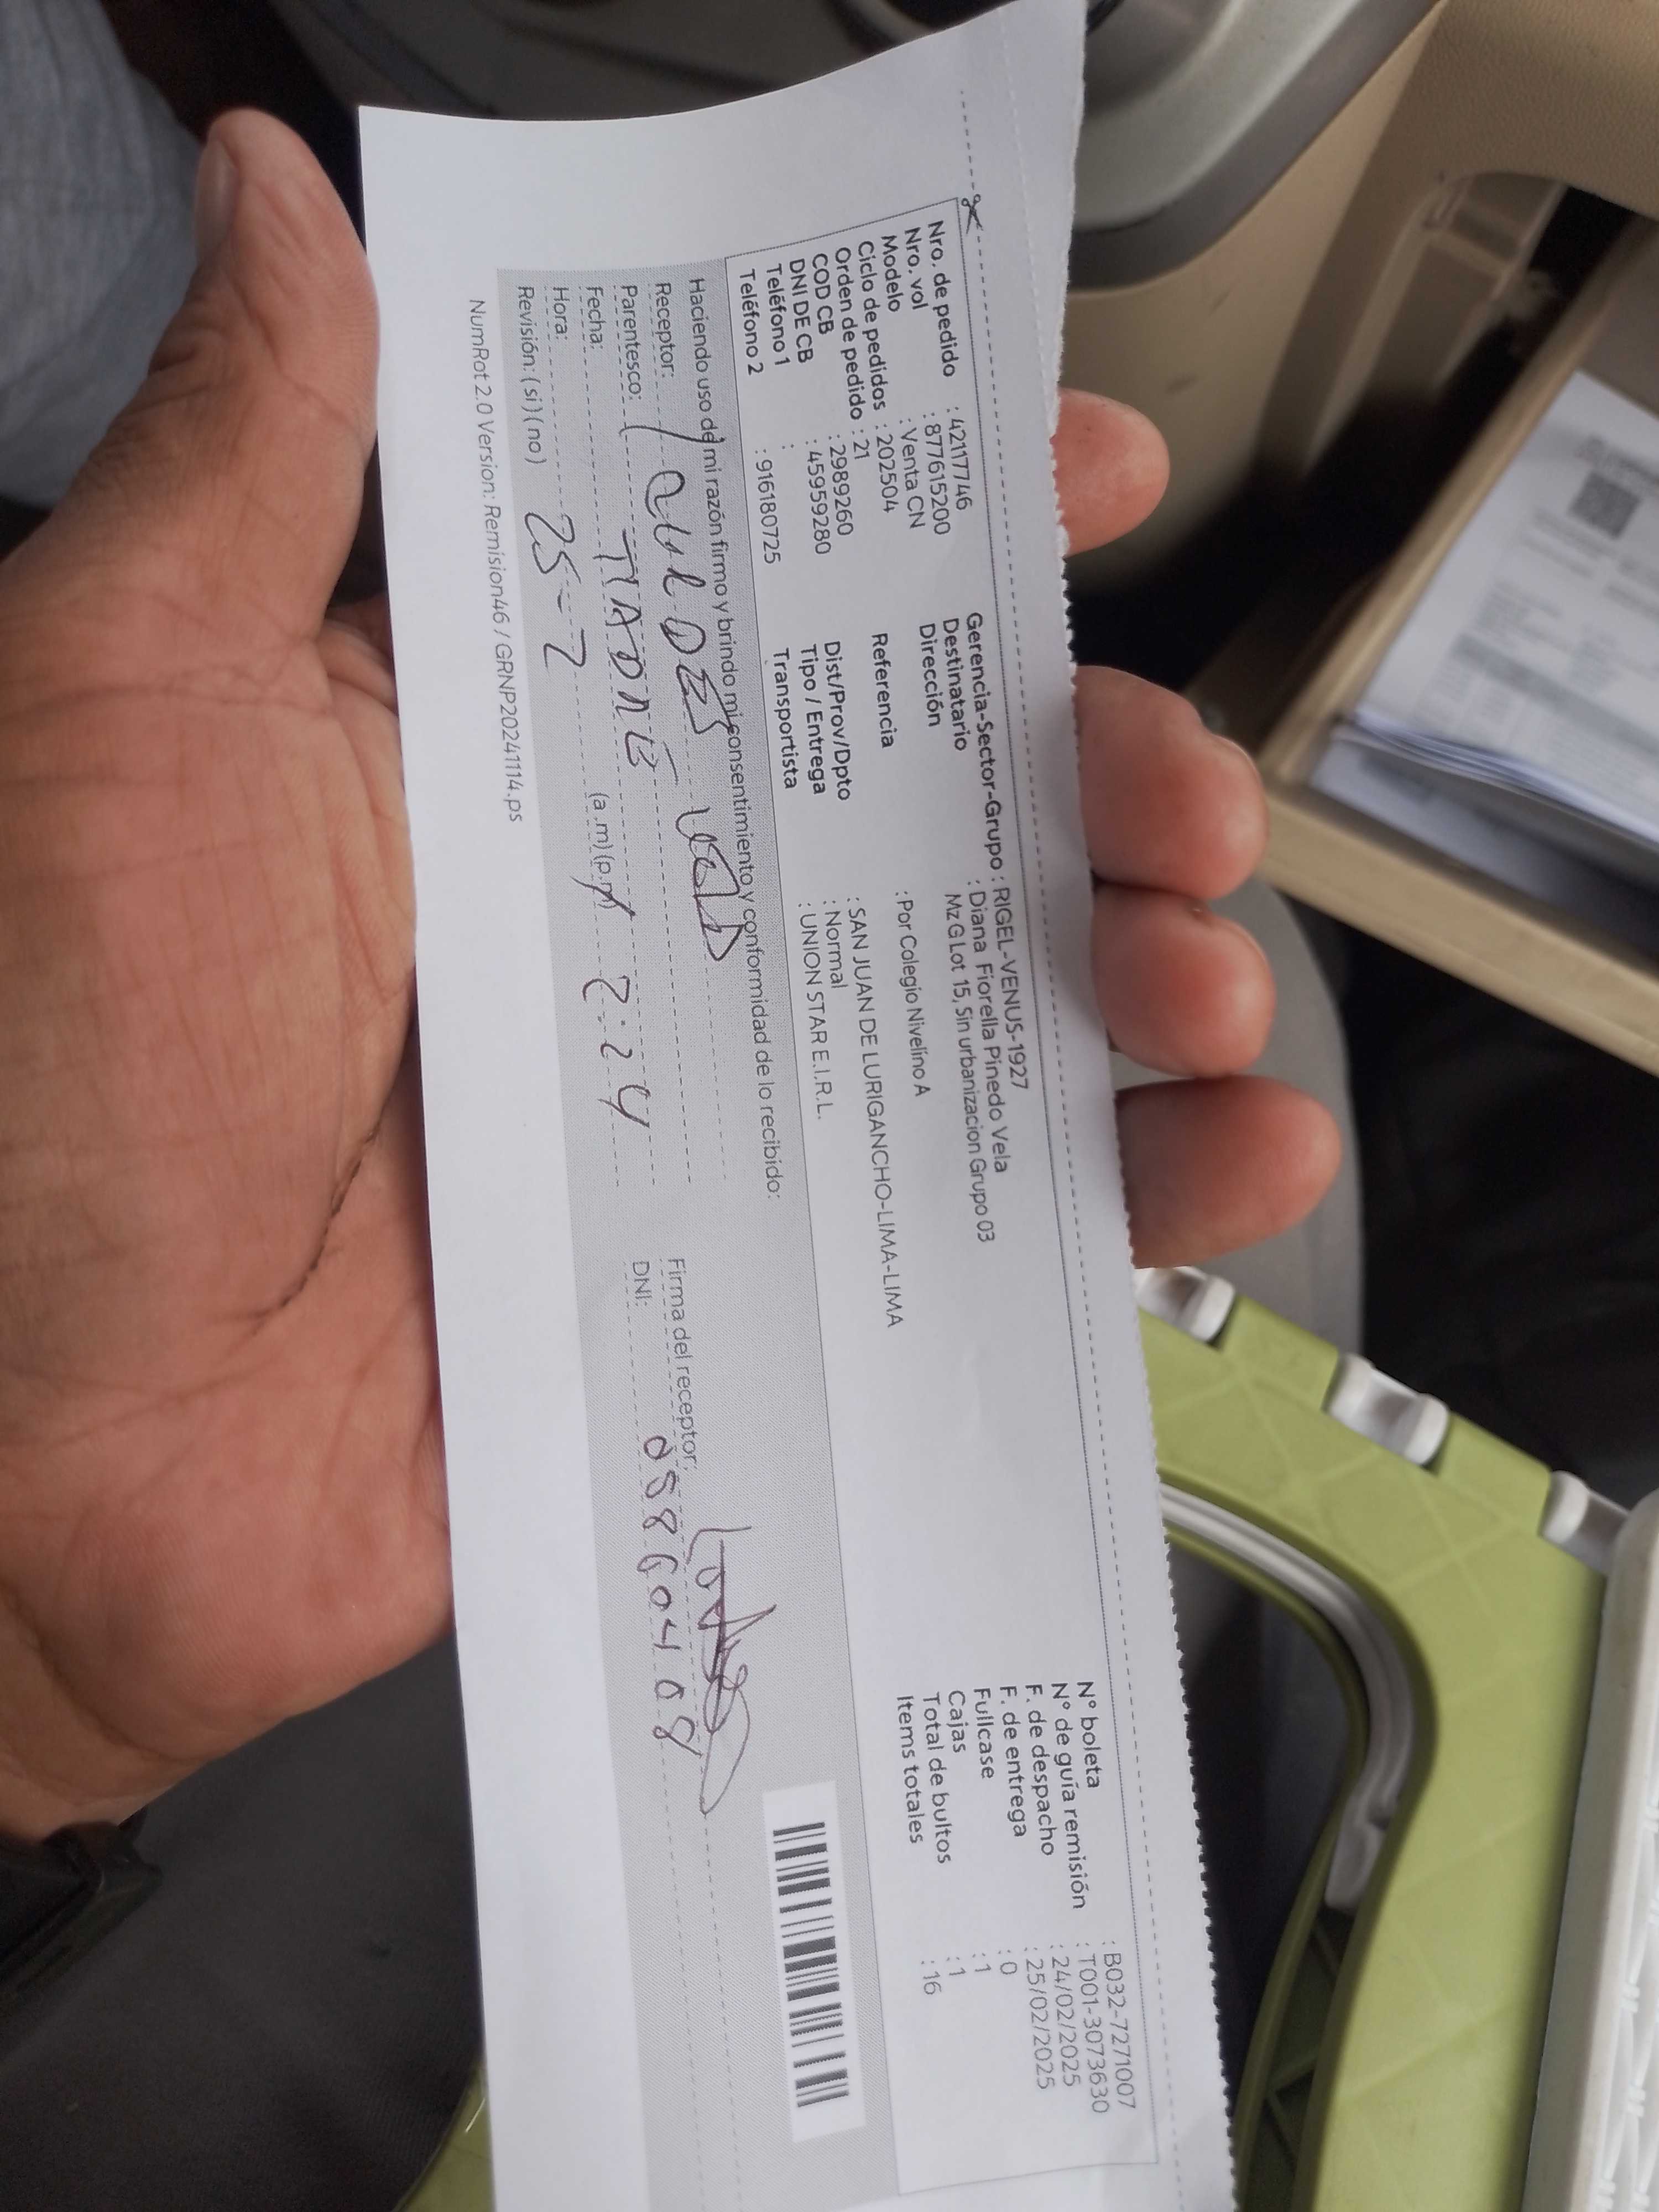 Nro. de pedido : 42117746
Nro. vol : 877615200
Modelo : Venta CN
Ciclo de pedidos : 202504
Orden de pedido : 21
COD CB : 2989260
DNI DE CB : 45959280
Teléfono 1 :
Teléfono 2 : 916180725
Gerencia-Sector-Grupo : RIGEL-VENUS-1927
Destinatario : Diana Fiorella Pinedo Vela
Dirección MzG Lot 15, Sin urbanizacion Grupo 03
Referencia : Por Colegio Nivelino A
Dist/Prov/Dpto : SAN JUAN DE LURIGANCHO-LIMA-LIMA
Tipo / Entrega : Normal
Transportista : UNION STAR E.I.R.L.
N° boleta : B032-7271007
N° de guía remisión : T001-3073630
F. de despacho : 24/02/2025
F. de entrega : 25/02/2025
Fullcase : 0
Cajas : 1
Total de bultos : 1
Items totales : 16
Haciendo uso de mi razón firmo y brindo mi consentimiento y conformidad de lo recibido:
Receptor:
Parentesco: MADRE
Fecha: 25-2
Hora: (a.m)(p.m) 2:24
Revisión: (si)(no)
Firma del receptor:
DNI: 05860408
NumRot 2.0 Version: Remision46 / GRNP20241114.ps